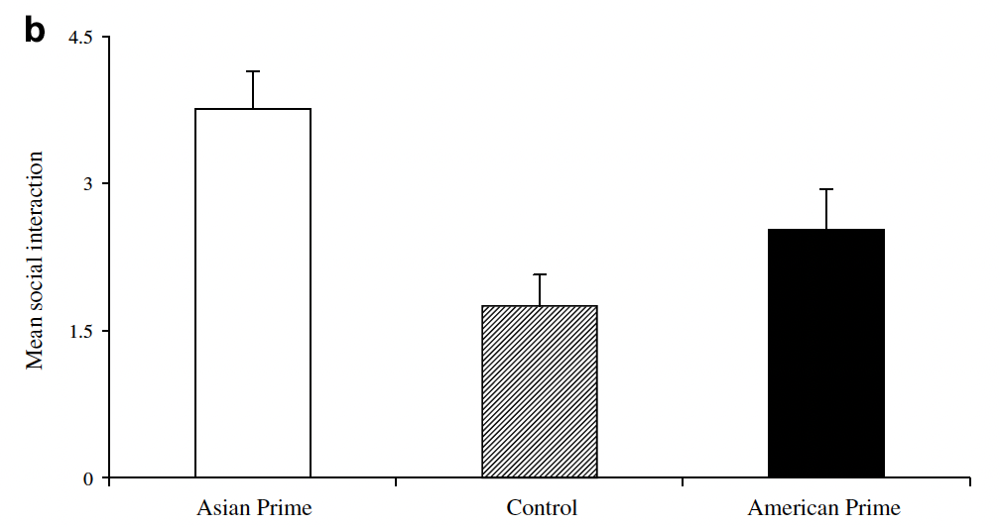 b
4.5
3
1.5
0
Mean social interaction
Asian Prime
Control
American Prime